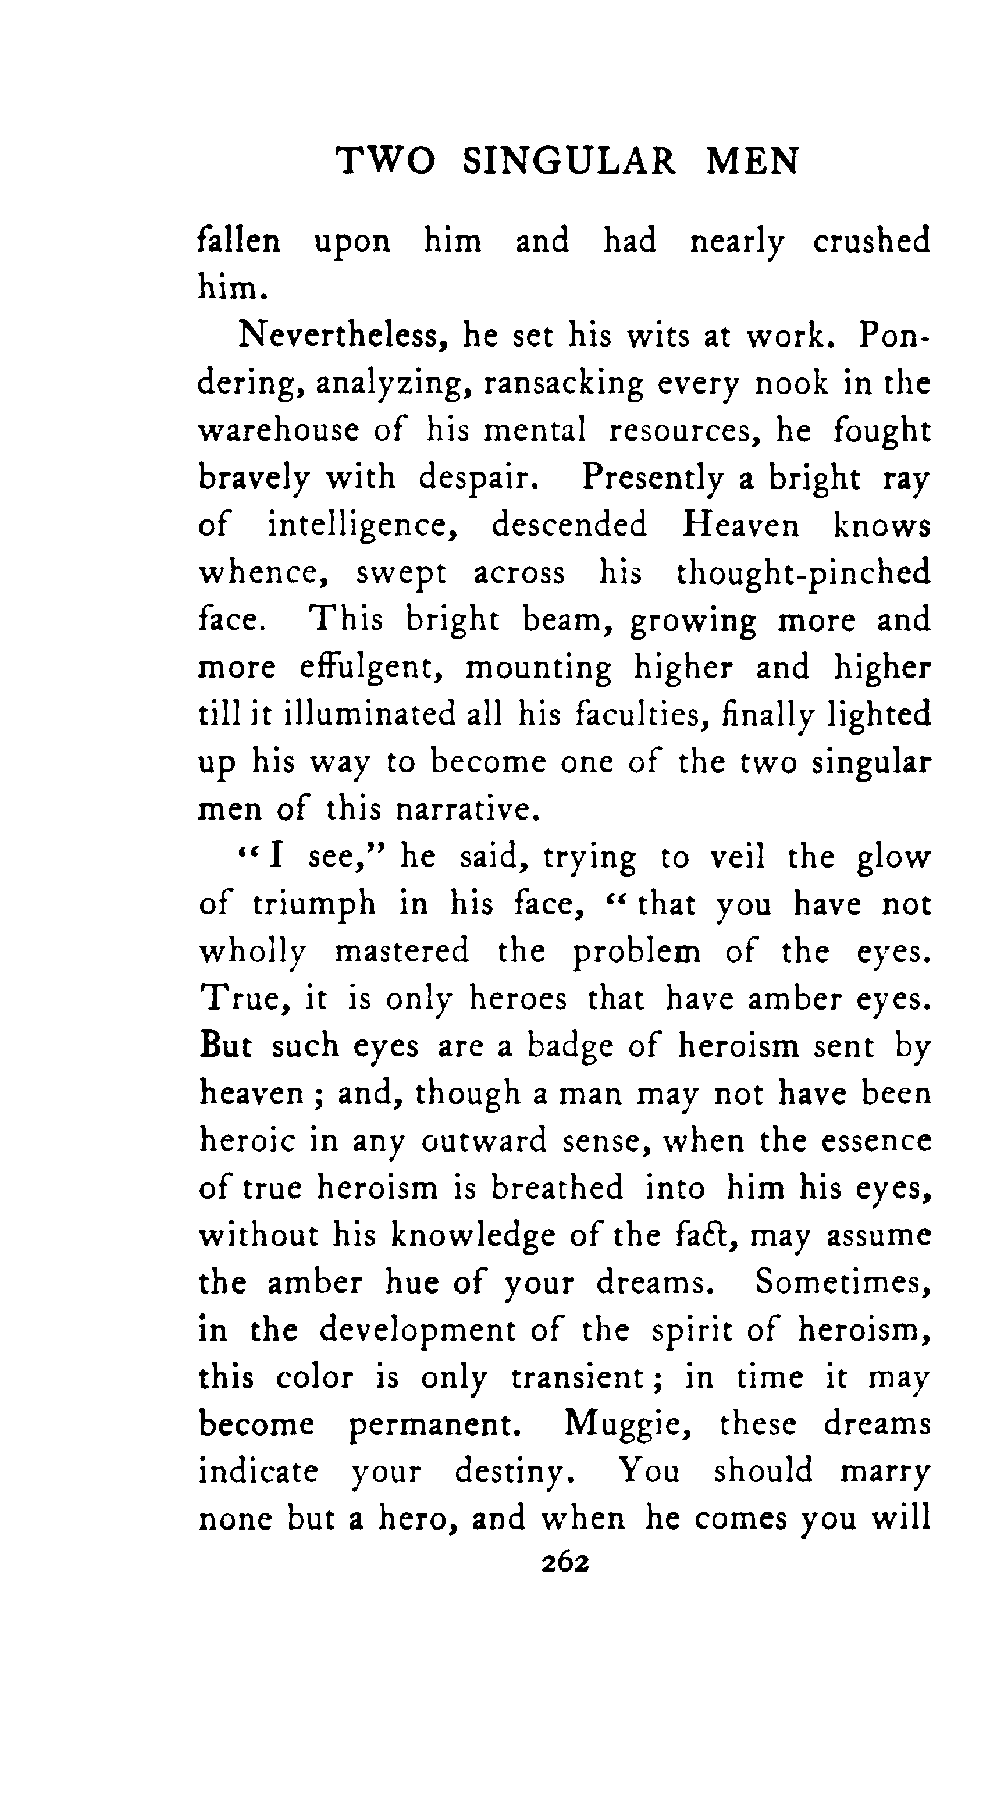 TWO SINGULAR MEN
fallen upon him and had nearly crushed
him.
Nevertheless, he set his wits at work. Pon-
dering, analyzing, ransacking every nook in the
warehouse of his mental resources, he fought
bravely with despair. Presently a bright ray
of intelligence, descended Heaven knows
whence, swept across his thought-pinched
face. This bright beam, growing more and
more effulgent, mounting higher and higher
till it illuminated all his faculties, finally lighted
up his way to become one of the two singular
men of this narrative.
“ I see,” he said, trying to veil the glow
of triumph in his face, “ that you have not
wholly mastered the problem of the eyes.
True, it is only heroes that have amber eyes.
But such eyes are a badge of heroism sent by
heaven ; and, though a man may not have been
heroic in any outward sense, when the essence
of true heroism is breathed into him his eyes,
without his knowledge of the fact, may assume
the amber hue of your dreams. Sometimes,
in the development of the spirit of heroism,
this color is only transient ; in time it may
become permanent. Muggie, these dreams
indicate your destiny. You should marry
none but a hero, and when he comes you will
262